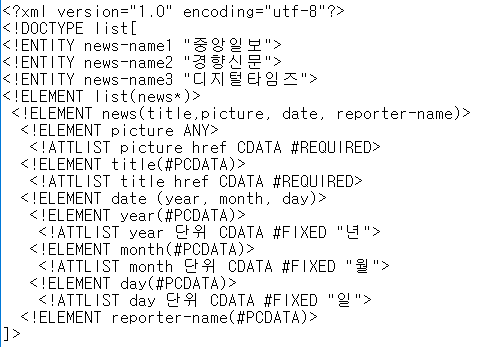 <?xml version="1.0" encoding="utf-8"?>
<!DOCTYPE list[
<!ENTITY news-name1 "중앙일보">
<!ENTITY news-name2 "경향신문">
<!ENTITY news-name3 "디지털타임즈">
<!ELEMENT list(news*)>
<!ELEMENT news(title,picture, date, reporter-name)>
<!ELEMENT picture ANY>
<!ATTLIST picture href CDATA #REQUIRED>
<!ELEMENT title(#PCDATA)>
<!ATTLIST title href CDATA #REQUIRED>
<!ELEMENT date (year, month, day)>
<!ELEMENT year(#PCDATA)>
<!ATTLIST year 단위 CDATA #FIXED "년">
<!ELEMENT month(#PCDATA)>
<!ATTLIST month 단위 CDATA #FIXED "월">
<!ELEMENT day(#PCDATA)>
<!ATTLIST day 단위 CDATA #FIXED "일">
<!ELEMENT reporter-name(#PCDATA)>
]>